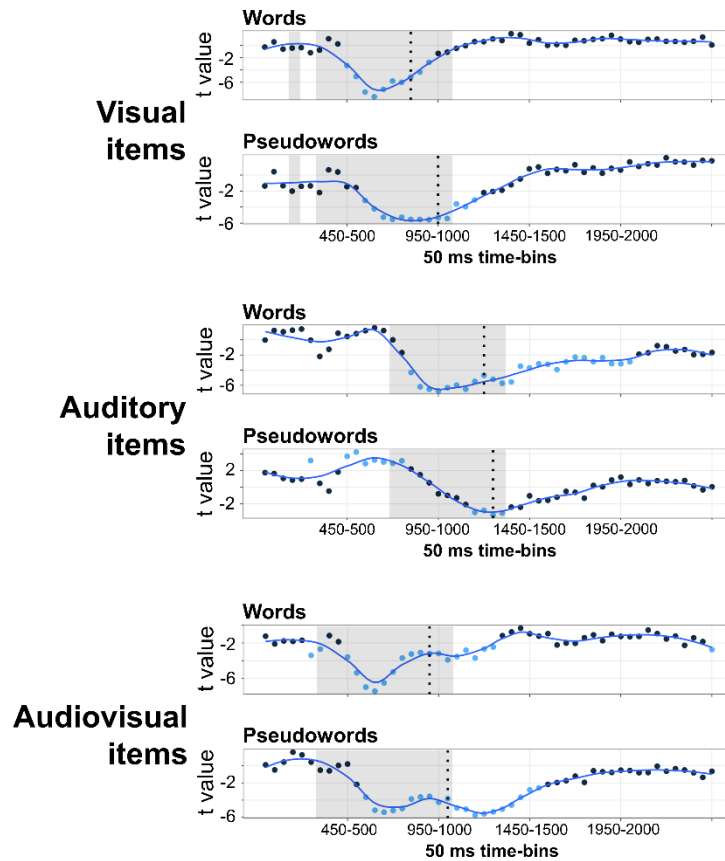 Visual
items
Words
t value
-2
-6
Pseudowords
t value
-2
-6
450-500 950-1000 1450-1500 1950-2000
50 ms time-bins
Auditory
items
Words
t value
-2
-6
Pseudowords
t value
2
-2
450-500 950-1000 1450-1500 1950-2000
50 ms time-bins
Audiovisual
items
Words
t value
-2
-6
Pseudowords
t value
-2
-6
450-500 950-1000 1450-1500 1950-2000
50 ms time-bins